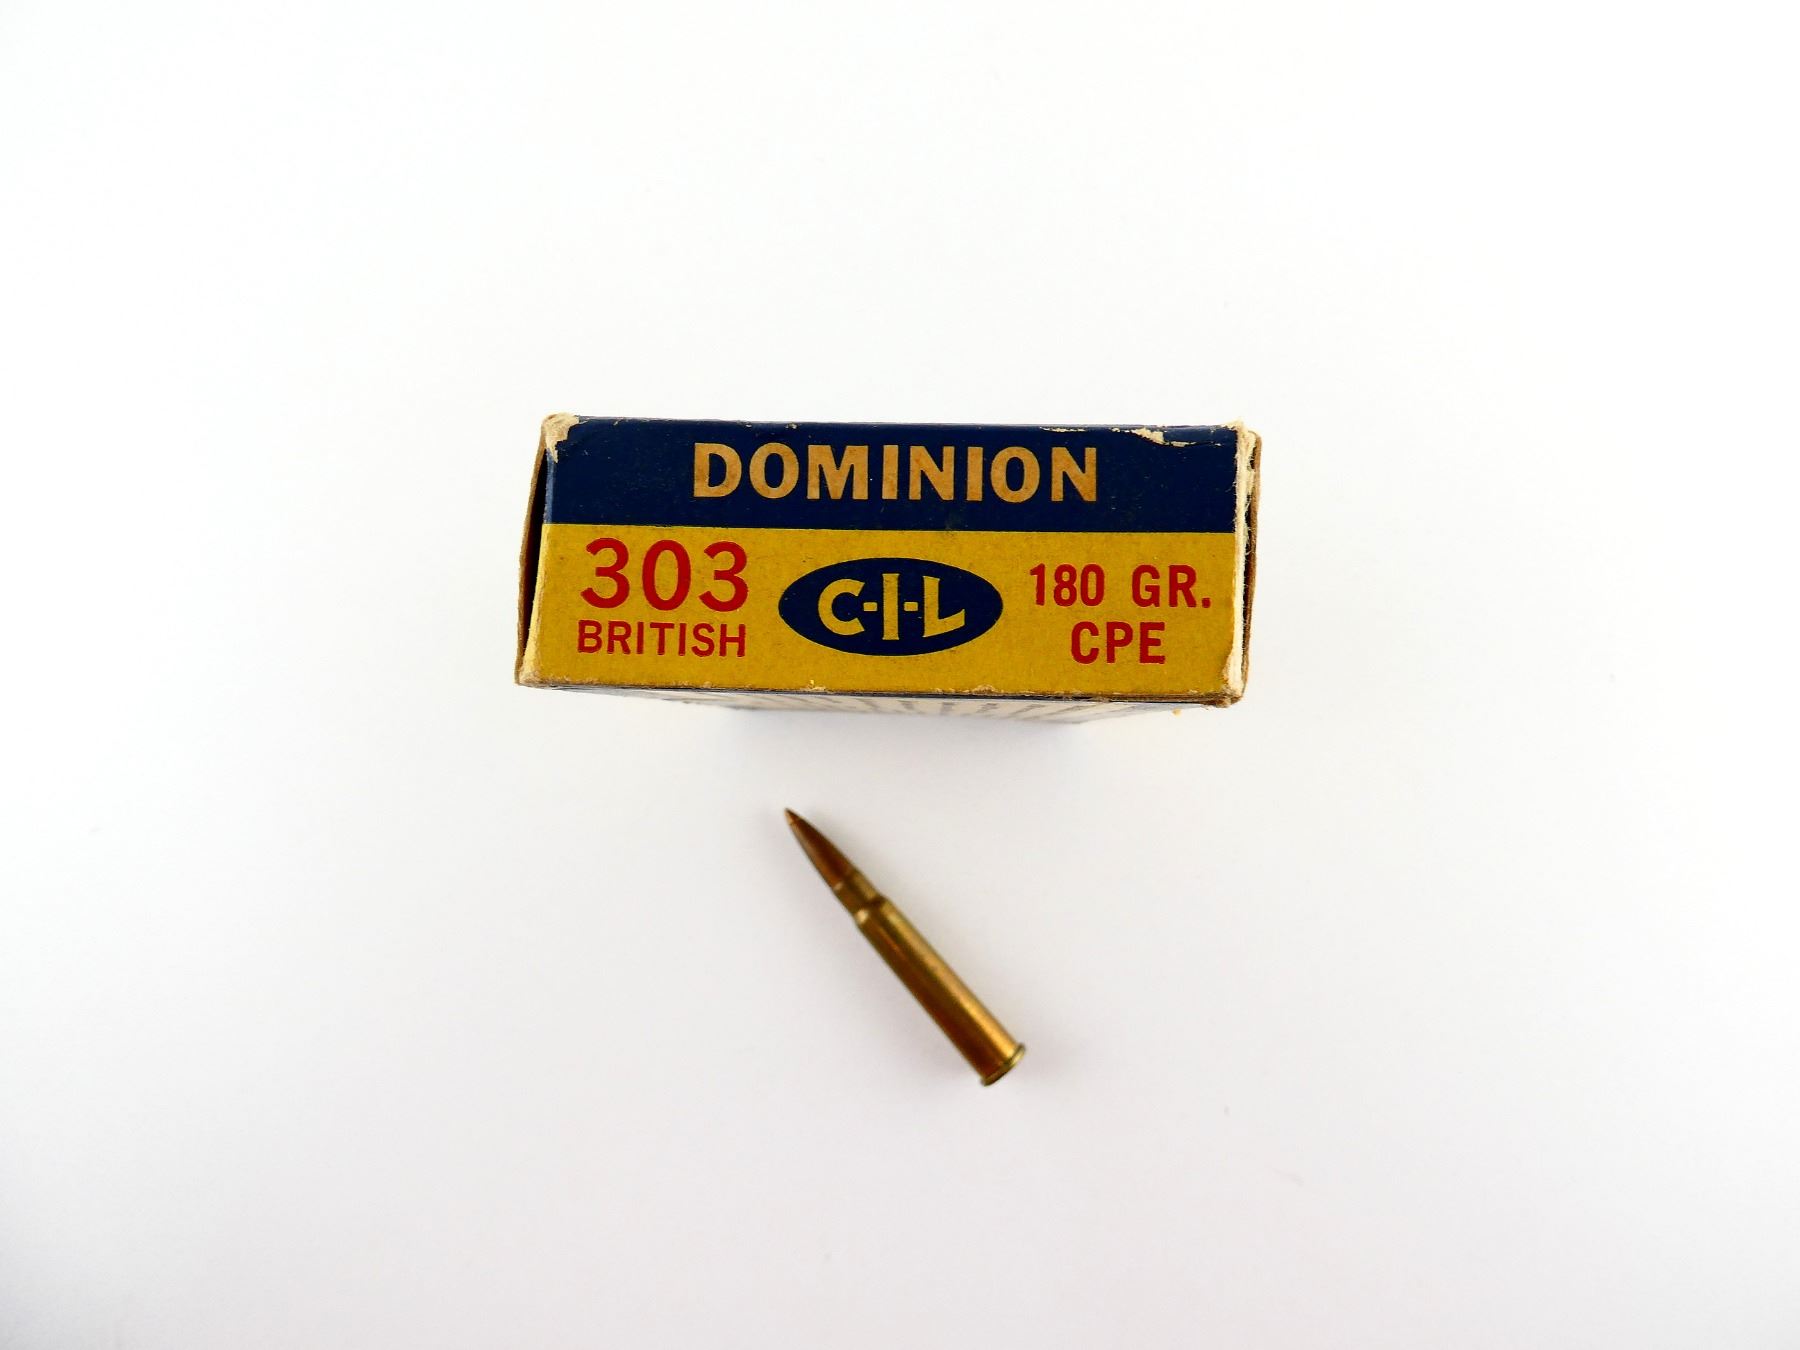 DOMINION
303
BRITISH
C-I-L
180 GR.
CPE